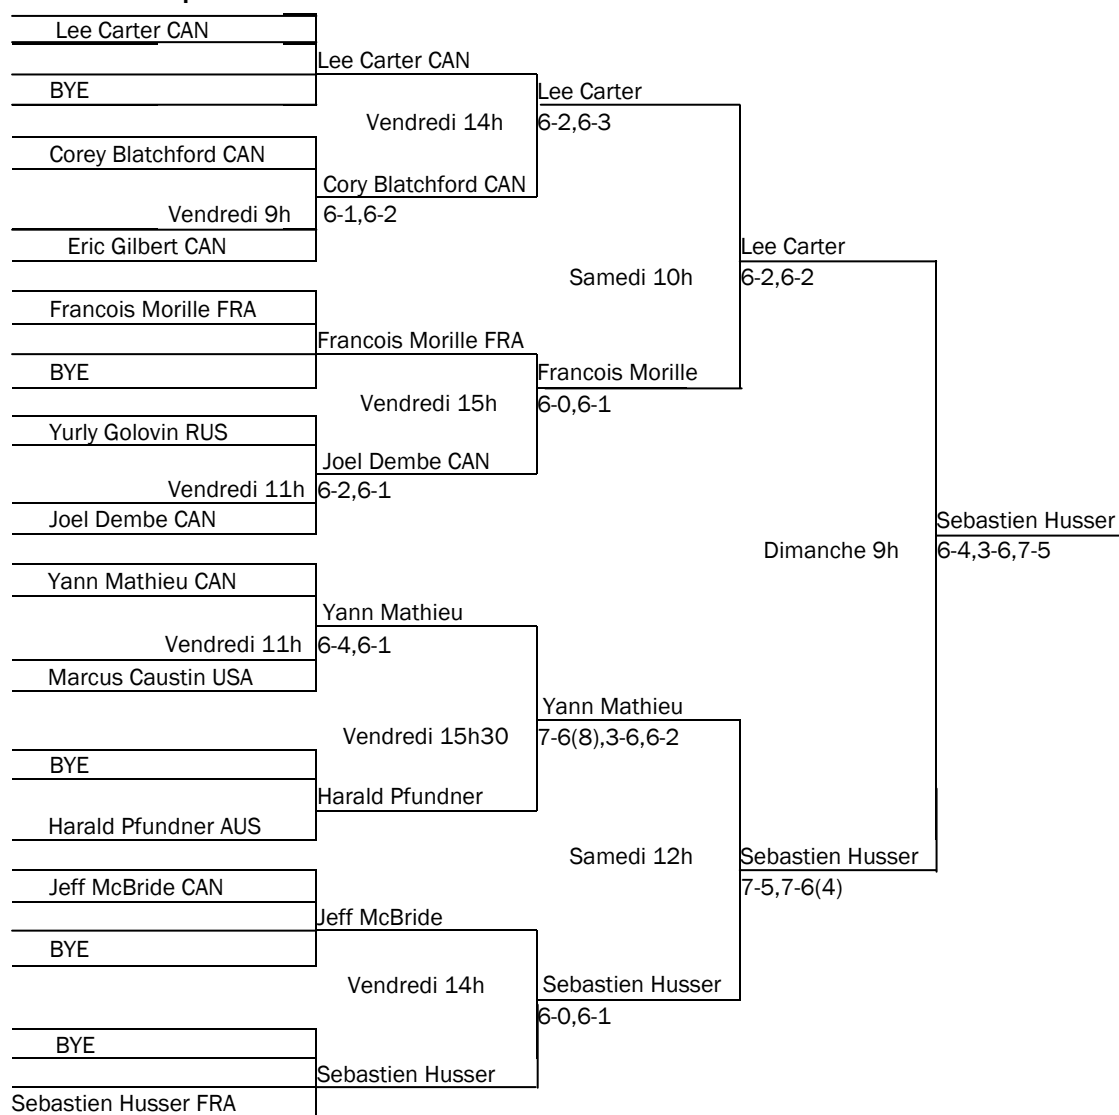 Lee Carter CAN
Lee Carter CAN
BYE
Lee Carter
Vendredi 14h
6-2,6-3
Corey Blatchford CAN
Cory Blatchford CAN
Vendredi 9h
6-1,6-2
Eric Gilbert CAN
Lee Carter
Samedi 10h
6-2,6-2
Francois Morille FRA
Francois Morille FRA
BYE
Francois Morille
Vendredi 15h
6-0,6-1
Yurly Golovin RUS
Joel Dembe CAN
Vendredi 11h
6-2,6-1
Joel Dembe CAN
Sebastien Husser
Dimanche 9h
6-4,3-6,7-5
Yann Mathieu CAN
Yann Mathieu
Vendredi 11h
6-4,6-1
Marcus Caustin USA
Yann Mathieu
Vendredi 15h30
7-6(8),3-6,6-2
BYE
Harald Pfundner
Harald Pfundner AUS
Samedi 12h
Sebastien Husser
7-5,7-6(4)
Jeff McBride CAN
Jeff McBride
BYE
Vendredi 14h
Sebastien Husser
6-0,6-1
BYE
Sebastien Husser
Sebastien Husser FRA